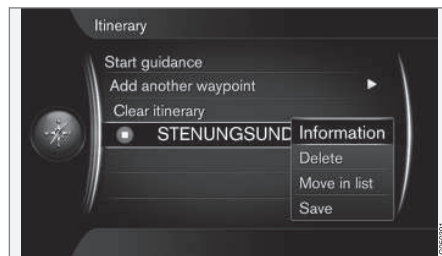 Itinerary
Start guidance
Add another waypoint
Clear itinerary
STENUNGSUND
Information
Delete
Move in list
Save